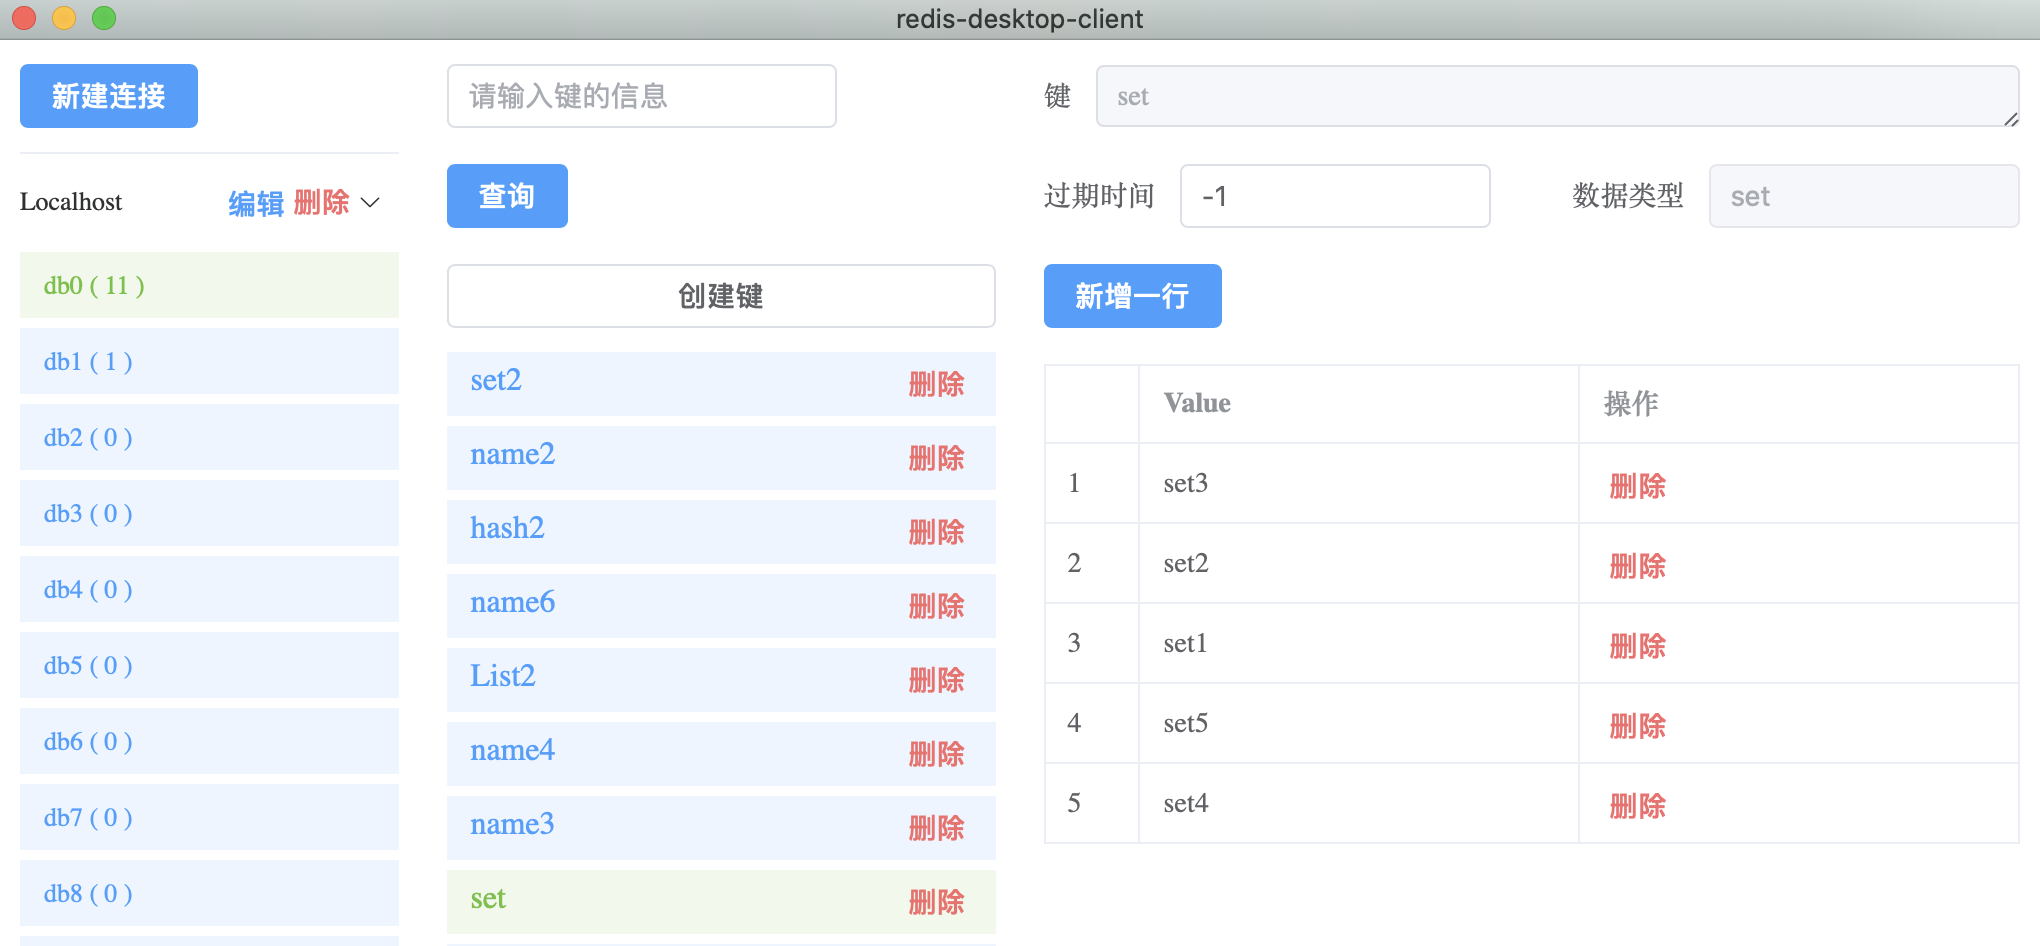 redis-desktop-client
新建连接
Localhost 编辑 删除
db0 ( 11 )
db1 ( 1 )
db2 ( 0 )
db3 ( 0 )
db4 ( 0 )
db5 ( 0 )
db6 ( 0 )
db7 ( 0 )
db8 ( 0 )
请输入键的信息
查询
创建键
set2 删除
name2 删除
hash2 删除
name6 删除
List2 删除
name4 删除
name3 删除
set 删除
键 set
过期时间 -1 数据类型 set
新增一行
Value 操作
1 set3 删除
2 set2 删除
3 set1 删除
4 set5 删除
5 set4 删除